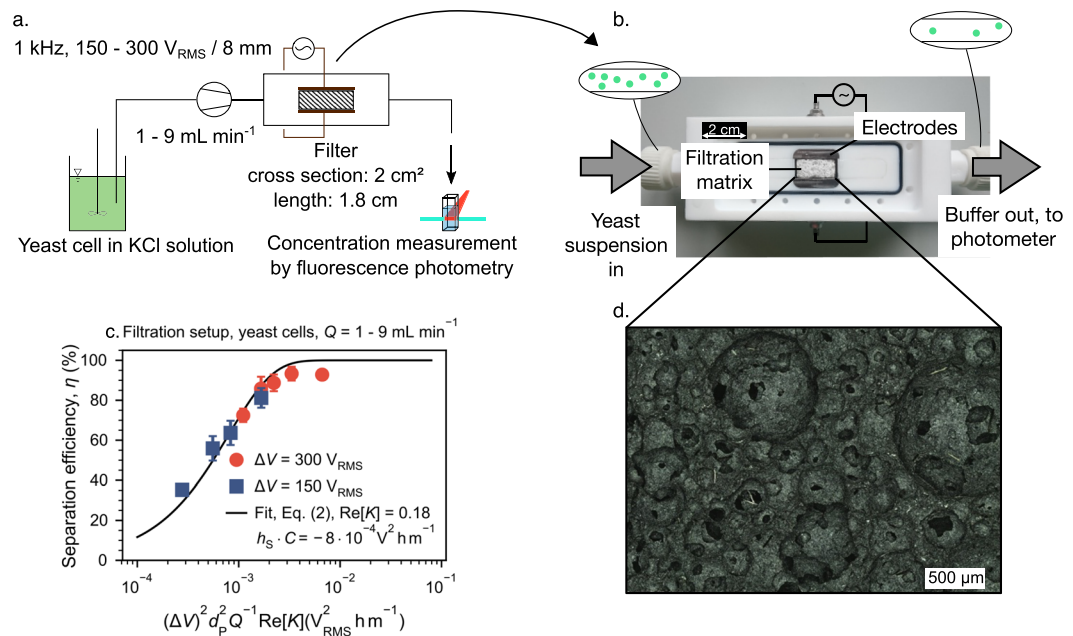 a.
1 kHz, 150 - 300 V_RMS / 8 mm
1 - 9 mL min⁻¹
Filter
cross section: 2 cm²
length: 1.8 cm
Yeast cell in KCl solution
Concentration measurement
by fluorescence photometry
b.
2 cm
Electrodes
Filtration
matrix
Yeast
suspension
in
Buffer out, to
photometer
c. Filtration setup, yeast cells, Q = 1 - 9 mL min⁻¹
Separation efficiency, η (%)
100
80
60
40
20
0
ΔV = 300 V_RMS
ΔV = 150 V_RMS
Fit, Eq. (2), Re[K] = 0.18
h_S · C = −8 · 10⁻⁴ V² h m⁻¹
10⁻⁴ 10⁻³ 10⁻² 10⁻¹
(ΔV)² d_P² Q⁻¹ Re[K](V²_RMS h m⁻¹)
d.
500 µm